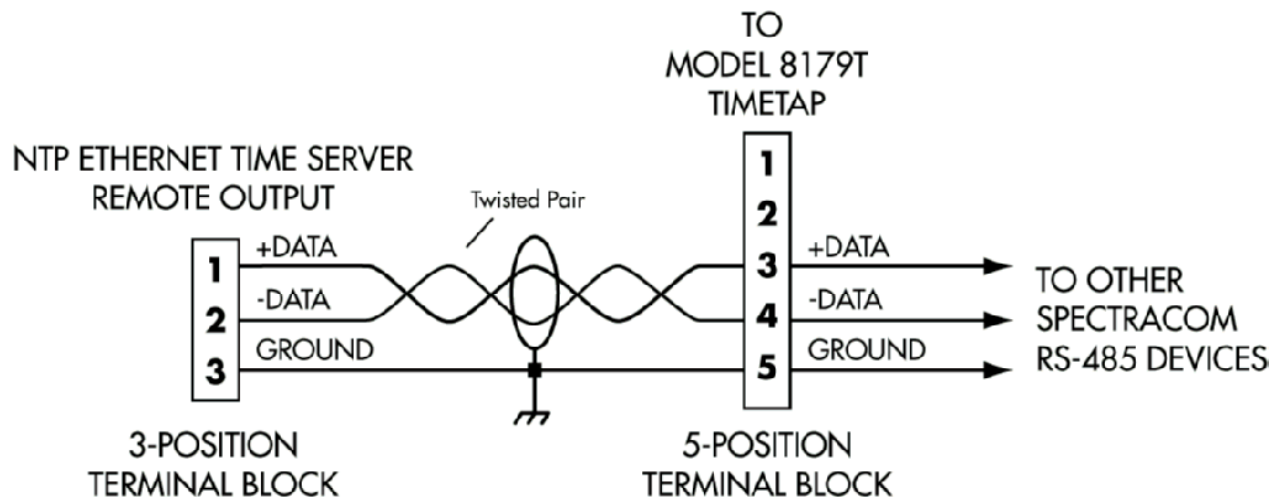 TO
MODEL 8179T
TIMETAP
NTP ETHERNET TIME SERVER
REMOTE OUTPUT
Twisted Pair
1
2
3
+DATA
-DATA
GROUND
1
2
3
4
5
+DATA
-DATA
GROUND
TO OTHER
SPECTRACOM
RS-485 DEVICES
3-POSITION
TERMINAL BLOCK
5-POSITION
TERMINAL BLOCK